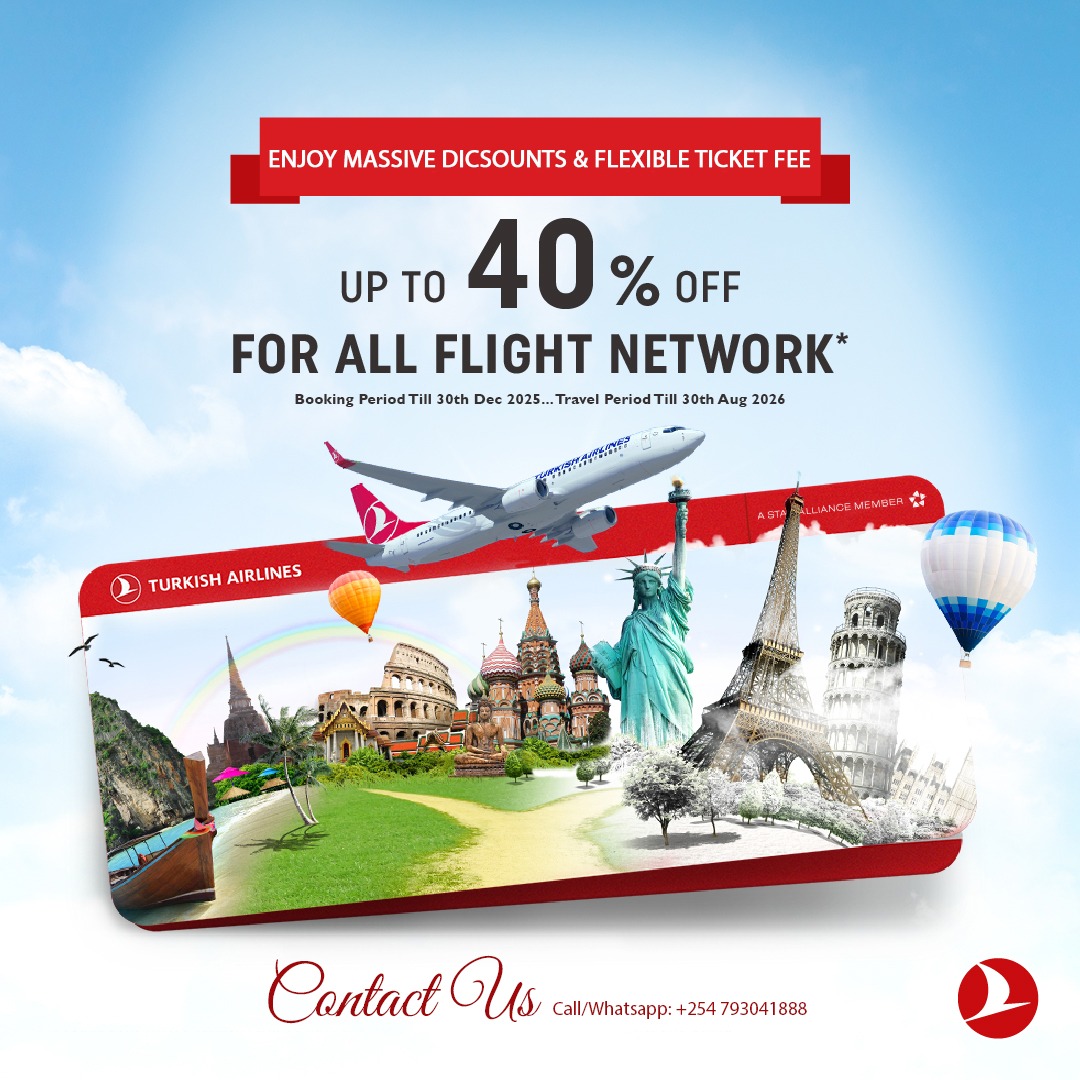 ENJOY MASSIVE DICSOUNTS & FLEXIBLE TICKET FEE
UP TO 40% OFF
FOR ALL FLIGHT NETWORK*
Booking Period Till 30th Dec 2025...Travel Period Till 30th Aug 2026
TURKISH AIRLINES
A STAR ALLIANCE MEMBER
TURKISH AIRLINES
Contact Us Call/Whatsapp: +254 793041888